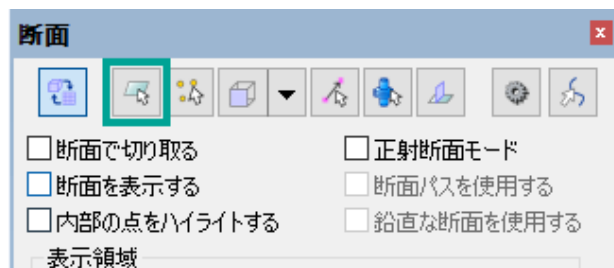 断面
断面で切り取る
正射断面モード
断面を表示する
断面パスを使用する
内部の点をハイライトする
鉛直な断面を使用する
表示領域